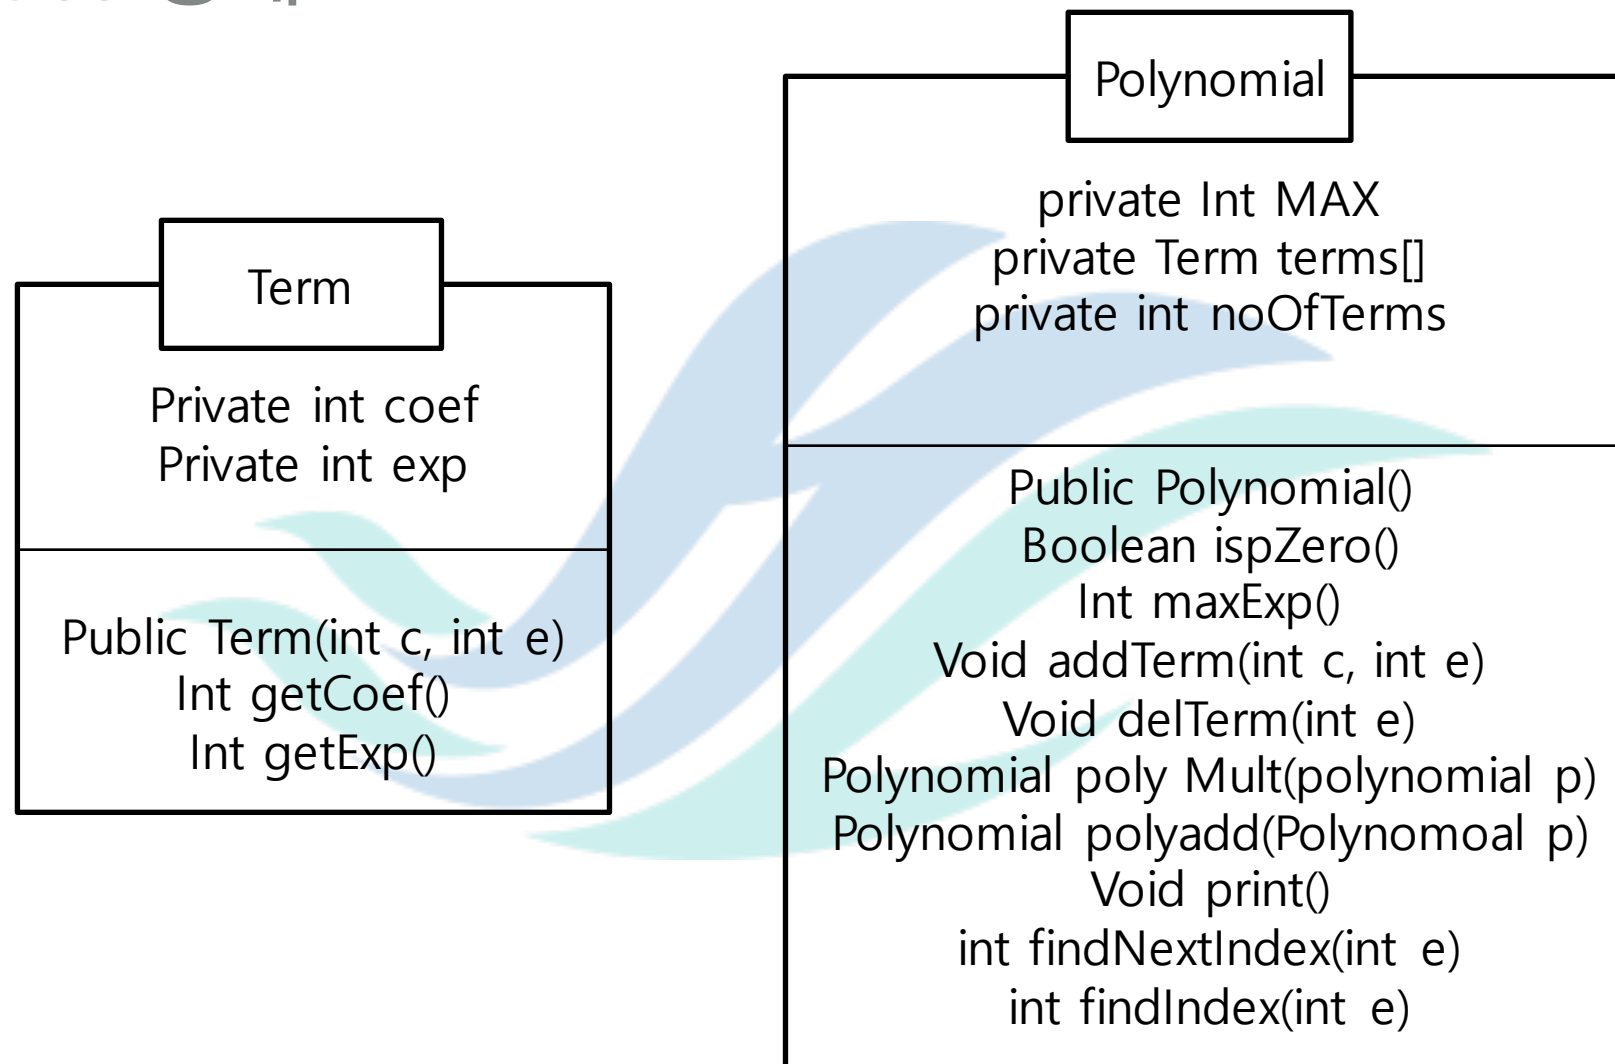 Term
Private int coef
Private int exp
Public Term(int c, int e)
Int getCoef()
Int getExp()
Polynomial
private Int MAX
private Term terms[]
private int noOfTerms
Public Polynomial()
Boolean ispZero()
Int maxExp()
Void addTerm(int c, int e)
Void delTerm(int e)
Polynomial poly Mult(polynomial p)
Polynomial polyadd(Polynomoal p)
Void print()
int findNextIndex(int e)
int findIndex(int e)